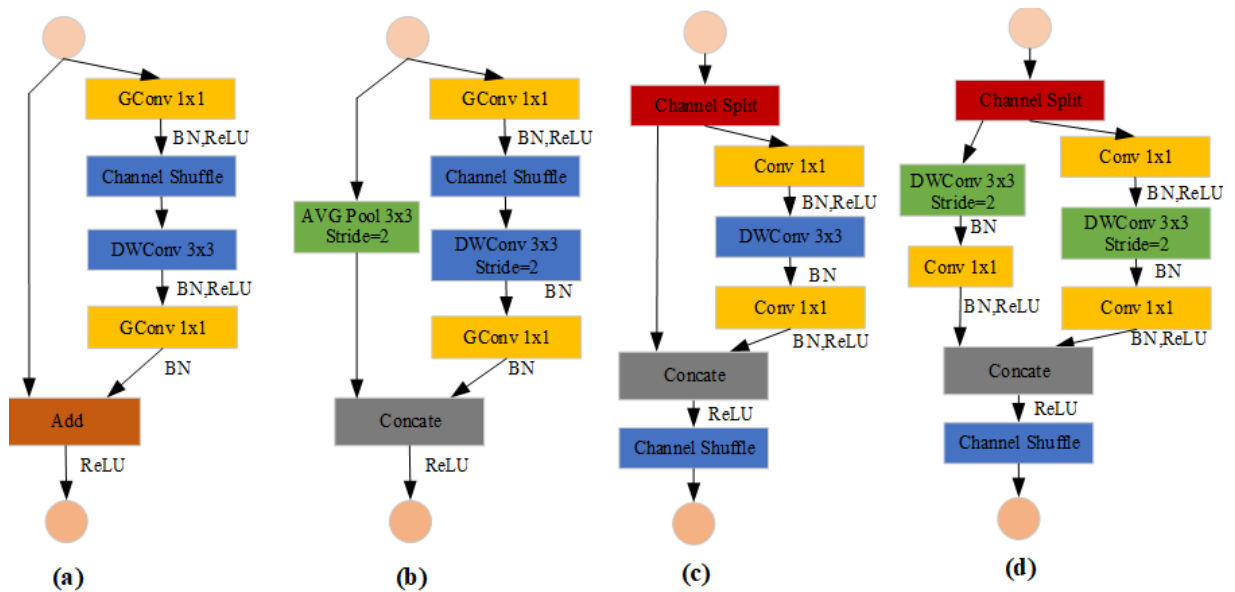 GConv 1x1
BN,ReLU
Channel Shuffle
DWConv 3x3
BN,ReLU
GConv 1x1
BN
Add
ReLU
(a)
GConv 1x1
BN,ReLU
Channel Shuffle
AVG Pool 3x3
Stride=2
DWConv 3x3
Stride=2
BN
GConv 1x1
BN
Concate
ReLU
(b)
Channel Split
Conv 1x1
BN,ReLU
DWConv 3x3
BN
Conv 1x1
BN,ReLU
Concate
ReLU
Channel Shuffle
(c)
Channel Split
DWConv 3x3
Stride=2
BN
Conv 1x1
BN,ReLU
Conv 1x1
BN,ReLU
DWConv 3x3
Stride=2
BN
Conv 1x1
BN,ReLU
Concate
ReLU
Channel Shuffle
(d)